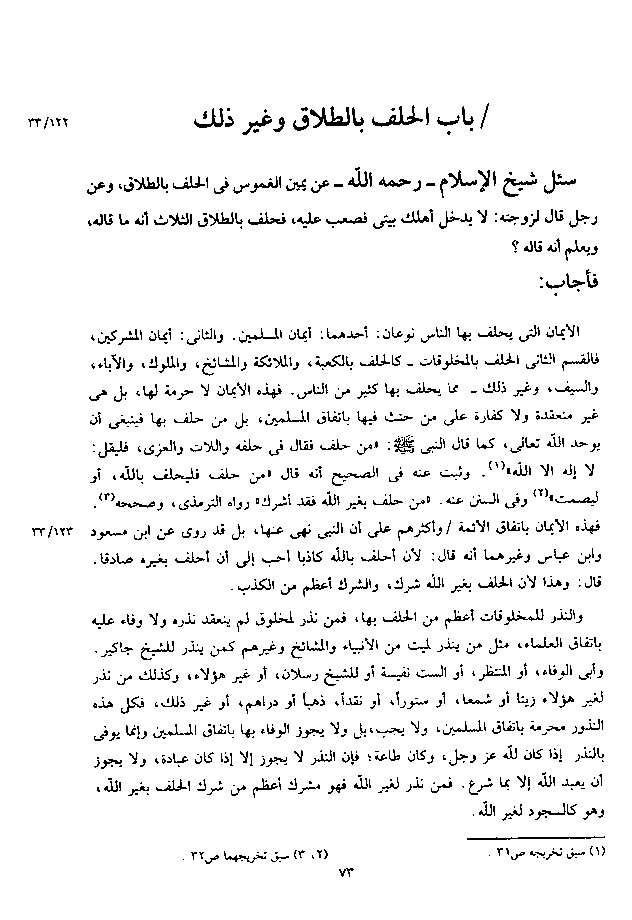 / باب الحلف بالطلاق وغير ذلك
٣٣/١٢٢
سئل شيخ الإسلام ـ رحمه الله ـ عن يمين الغموس فى الحلف بالطلاق، وعن
رجل قال لزوجته: لا يدخل أهلك بيتى فصعب عليه، فحلف بالطلاق الثلاث أنه ما قاله،
ويعلم أنه قاله ؟
فأجاب:
الأيمان التى يحلف بها الناس نوعان: أحدهما: أيمان المسلمين. والثانى: أيمان المشركين،
فالقسم الثانى الحلف بالمخلوقات ـ كالحلف بالكعبة، والملائكة والمشائخ، والملوك، والآباء،
والسيف، وغير ذلك ـ مما يحلف بها كثير من الناس. فهذه الأيمان لا حرمة لها، بل هى
غير منعقدة ولا كفارة على من حنث فيها باتفاق المسلمين، بل من حلف بها فينبغى أن
يوحد الله تعالى، كما قال النبى ﷺ: «من حلف فقال فى حلفه واللات والعزى، فليقل:
لا إله الا الله»(١). وثبت عنه فى الصحيح أنه قال «من حلف فليحلف بالله، أو
ليصمت»(٢) وفى السنن عنه. «من حلف بغير الله فقد أشرك» رواه الترمذى، وصححه(٣).
فهذه الأيمان باتفاق الأئمة / وأكثرهم على أن النبى نهى عنها، بل قد روى عن ابن مسعود
٣٣/١٢٣
وابن عباس وغيرهما أنه قال: لأن أحلف بالله كاذبا أحب إلى أن أحلف بغيره صادقا.
قال: وهذا لأن الحلف بغير الله شرك، والشرك أعظم من الكذب.
والنذر للمخلوقات أعظم من الحلف بها، فمن نذر لمخلوق لم ينعقد نذره ولا وفاء عليه
باتفاق العلماء، مثل من ينذر لميت من الأنبياء والمشائخ وغيرهم كمن ينذر للشيخ جاكير.
وأبى الوفاء، أو المنتظر، أو الست نفيسة أو للشيخ رسلان، أو غير هؤلاء، وكذلك من نذر
لغير هؤلاء زيتا أو شمعا، أو ستوراً، أو نقداً، ذهباً أو دراهم، أو غير ذلك، فكل هذه
النذور محرمة باتفاق المسلمين، ولا يجب،بل ولا يجوز الوفاء بها باتفاق المسلمين وإنما يوفى
بالنذر إذا كان لله عز وجل، وكان طاعة؛ فإن النذر لا يجوز إلا إذا كان عبادة، ولا يجوز
أن يعبد الله إلا بما شرع. فمن نذر لغير الله فهو مشرك أعظم من شرك الحلف بغير الله،
وهو كالسجود لغير الله.
(١) سبق تخريجه ص٣١ .
(٢، ٣) سبق تخريجهما ص٣٢ .
٧٣